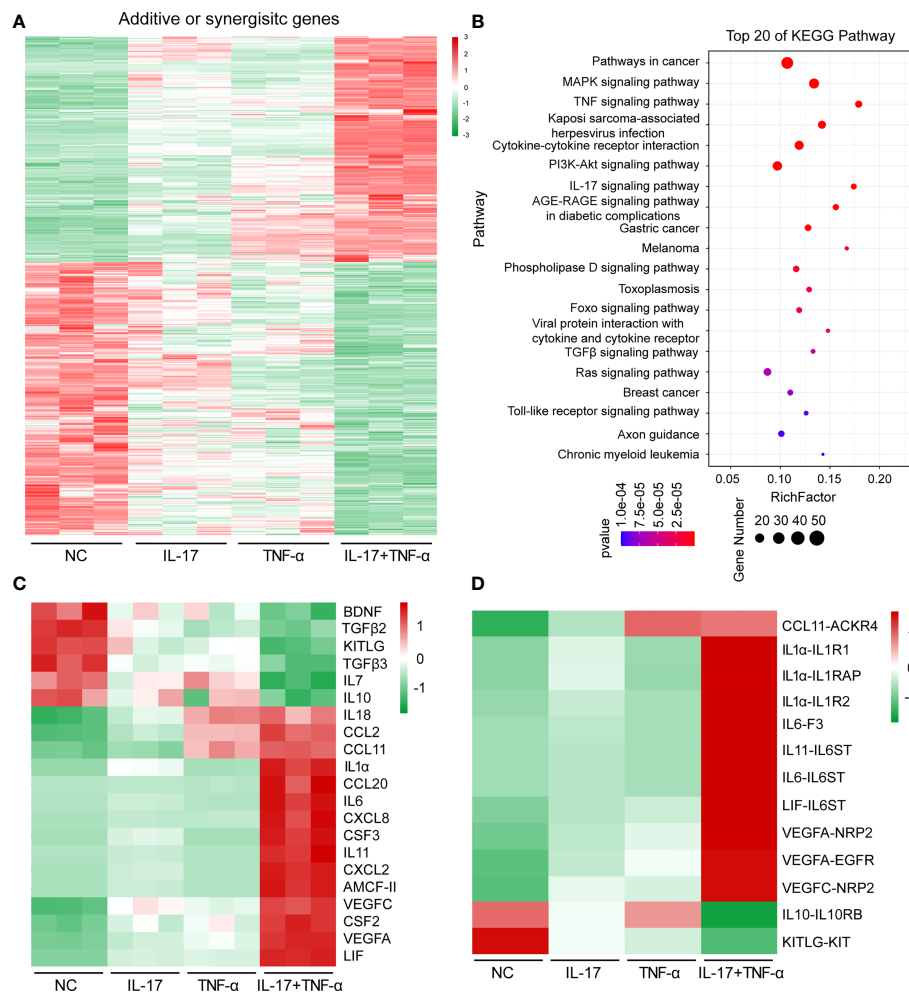 A
Additive or synergisitc genes
3
2
1
0
-1
-2
-3
NC
IL-17
TNF-α
IL-17+TNF-α
B
Top 20 of KEGG Pathway
Pathway
Pathways in cancer
MAPK signaling pathway
TNF signaling pathway
Kaposi sarcoma-associated
herpesvirus infection
Cytokine-cytokine receptor interaction
PI3K-Akt signaling pathway
IL-17 signaling pathway
AGE-RAGE signaling pathway
in diabetic complications
Gastric cancer
Melanoma
Phospholipase D signaling pathway
Toxoplasmosis
Foxo signaling pathway
Viral protein interaction with
cytokine and cytokine receptor
TGFβ signaling pathway
Ras signaling pathway
Breast cancer
Toll-like receptor signaling pathway
Axon guidance
Chronic myeloid leukemia
0.05 0.10 0.15 0.20
RichFactor
pvalue
1.0e-04
7.5e-05
5.0e-05
2.5e-05
Gene Number
20
30
40
50
C
BDNF
TGFβ2
KITLG
TGFβ3
IL7
IL10
IL18
CCL2
CCL11
IL1α
CCL20
IL6
CXCL8
CSF3
IL11
CXCL2
AMCF-II
VEGFC
CSF2
VEGFA
LIF
1
0
-1
NC
IL-17
TNF-α
IL-17+TNF-α
D
CCL11-ACKR4
IL1α-IL1R1
IL1α-IL1RAP
IL1α-IL1R2
IL6-F3
IL11-IL6ST
IL6-IL6ST
LIF-IL6ST
VEGFA-NRP2
VEGFA-EGFR
VEGFC-NRP2
IL10-IL10RB
KITLG-KIT
NC
IL-17
TNF-α
IL-17+TNF-α